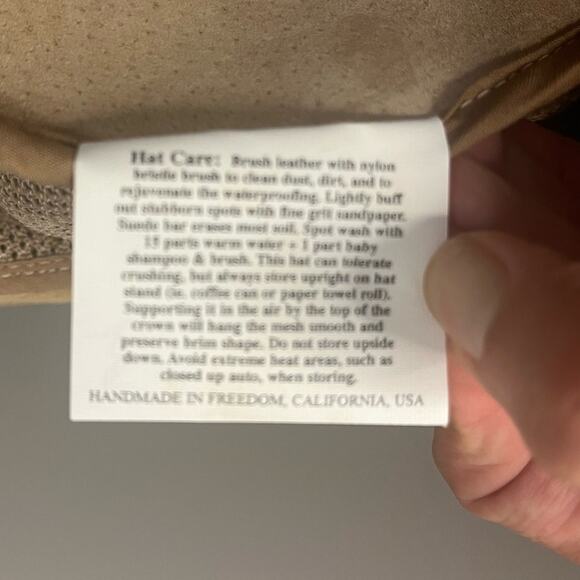 Hat Care: Brush leather with nylon
bristle brush to clean dust, dirt, and to
rejuvenate the waterproofing. Lightly buff
out stubborn spots with fine grit sandpaper.
Suede bar erases most soil. Spot wash with
15 parts warm water + 1 part baby
shampoo & brush. This hat can tolerate
crushing, but always store upright on hat
stand (ie. coffee can or paper towel roll).
Supporting it in the air by the top of the
crown will hang the mesh smooth and
preserve brim shape. Do not store upside
down. Avoid extreme heat areas, such as
closed up auto, when storing.
HANDMADE IN FREEDOM, CALIFORNIA, USA